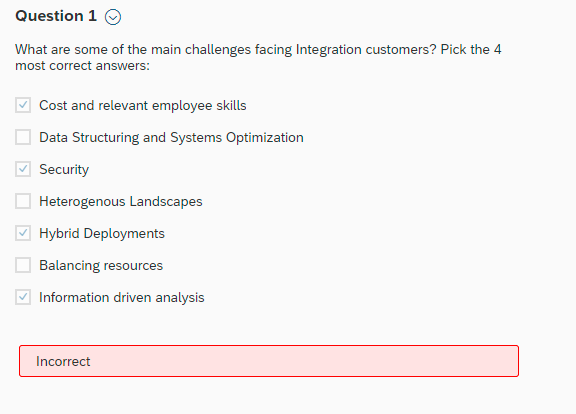 Question 1
What are some of the main challenges facing Integration customers? Pick the 4
most correct answers:
Cost and relevant employee skills
Data Structuring and Systems Optimization
Security
Heterogenous Landscapes
Hybrid Deployments
Balancing resources
Information driven analysis
Incorrect